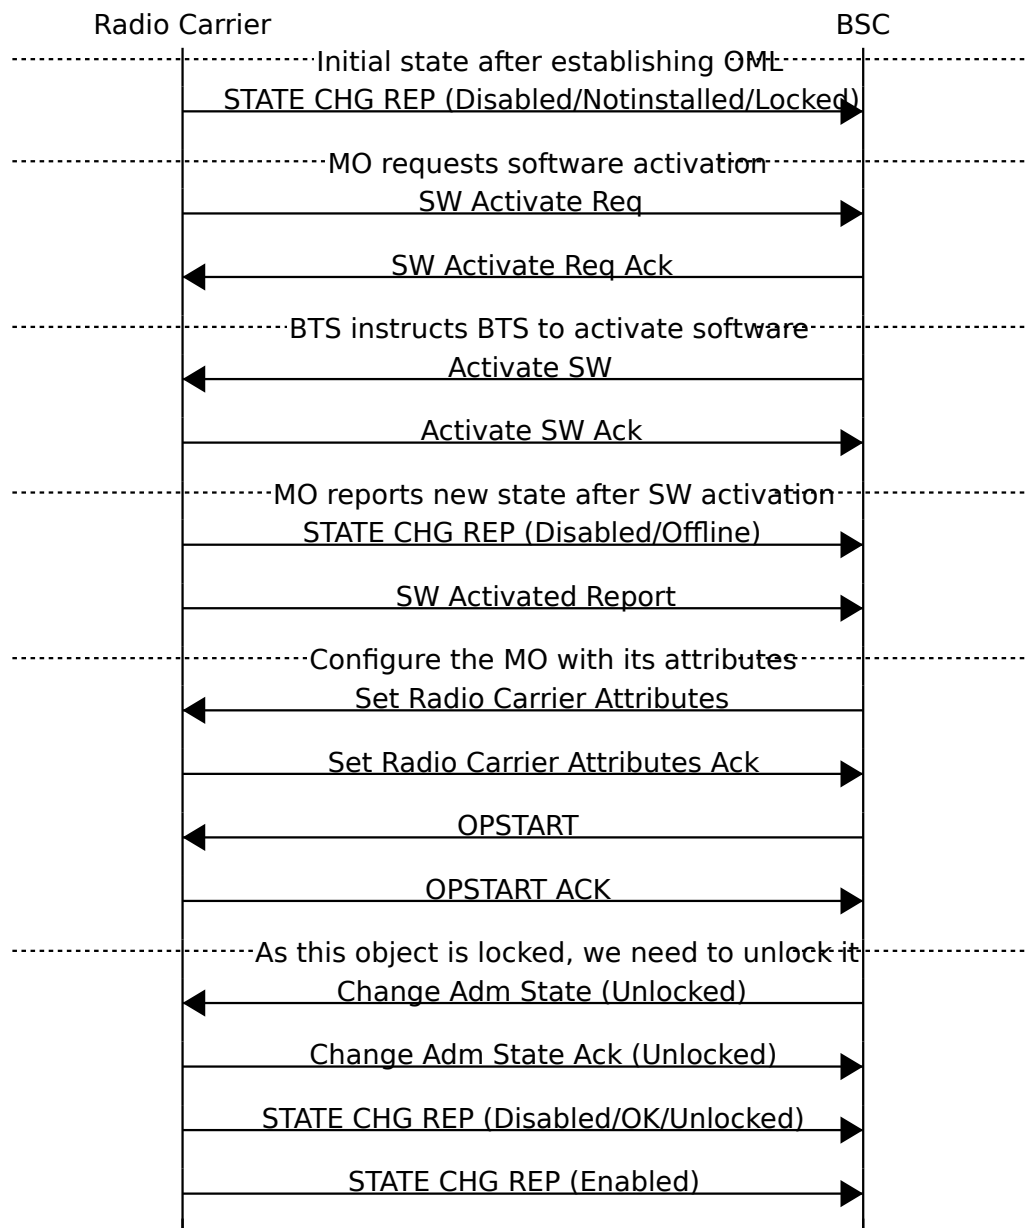 Radio Carrier BSC
Initial state after establishing OML
STATE CHG REP (Disabled/Notinstalled/Locked)
MO requests software activation
SW Activate Req
SW Activate Req Ack
BTS instructs BTS to activate software
Activate SW
Activate SW Ack
MO reports new state after SW activation
STATE CHG REP (Disabled/Offline)
SW Activated Report
Configure the MO with its attributes
Set Radio Carrier Attributes
Set Radio Carrier Attributes Ack
OPSTART
OPSTART ACK
As this object is locked, we need to unlock it
Change Adm State (Unlocked)
Change Adm State Ack (Unlocked)
STATE CHG REP (Disabled/OK/Unlocked)
STATE CHG REP (Enabled)